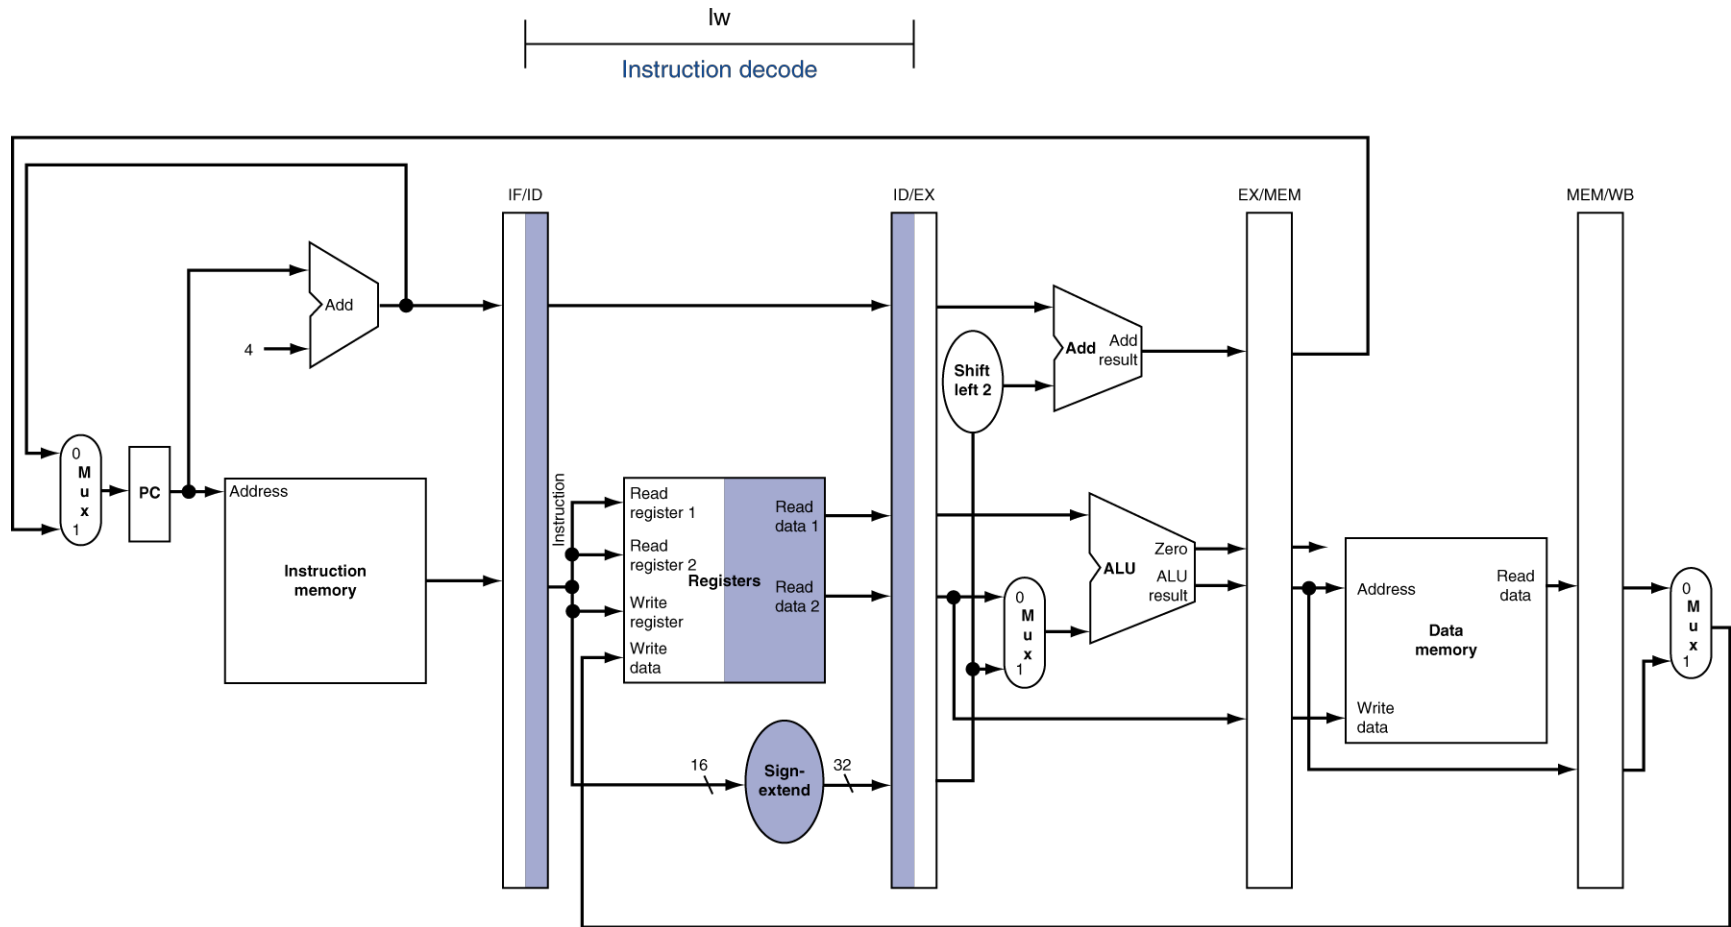 lw
Instruction decode
IF/ID
ID/EX
EX/MEM
MEM/WB
Add
4
Add
Add
result
Shift
left 2
0
M
u
x
1
PC
Address
Instruction
memory
Instruction
Read
register 1
Read
register 2
Write
register
Write
data
Registers
Read
data 1
Read
data 2
16
Sign-
extend
32
0
M
u
x
1
Zero
ALU
ALU
result
Address
Read
data
Data
memory
Write
data
0
M
u
x
1